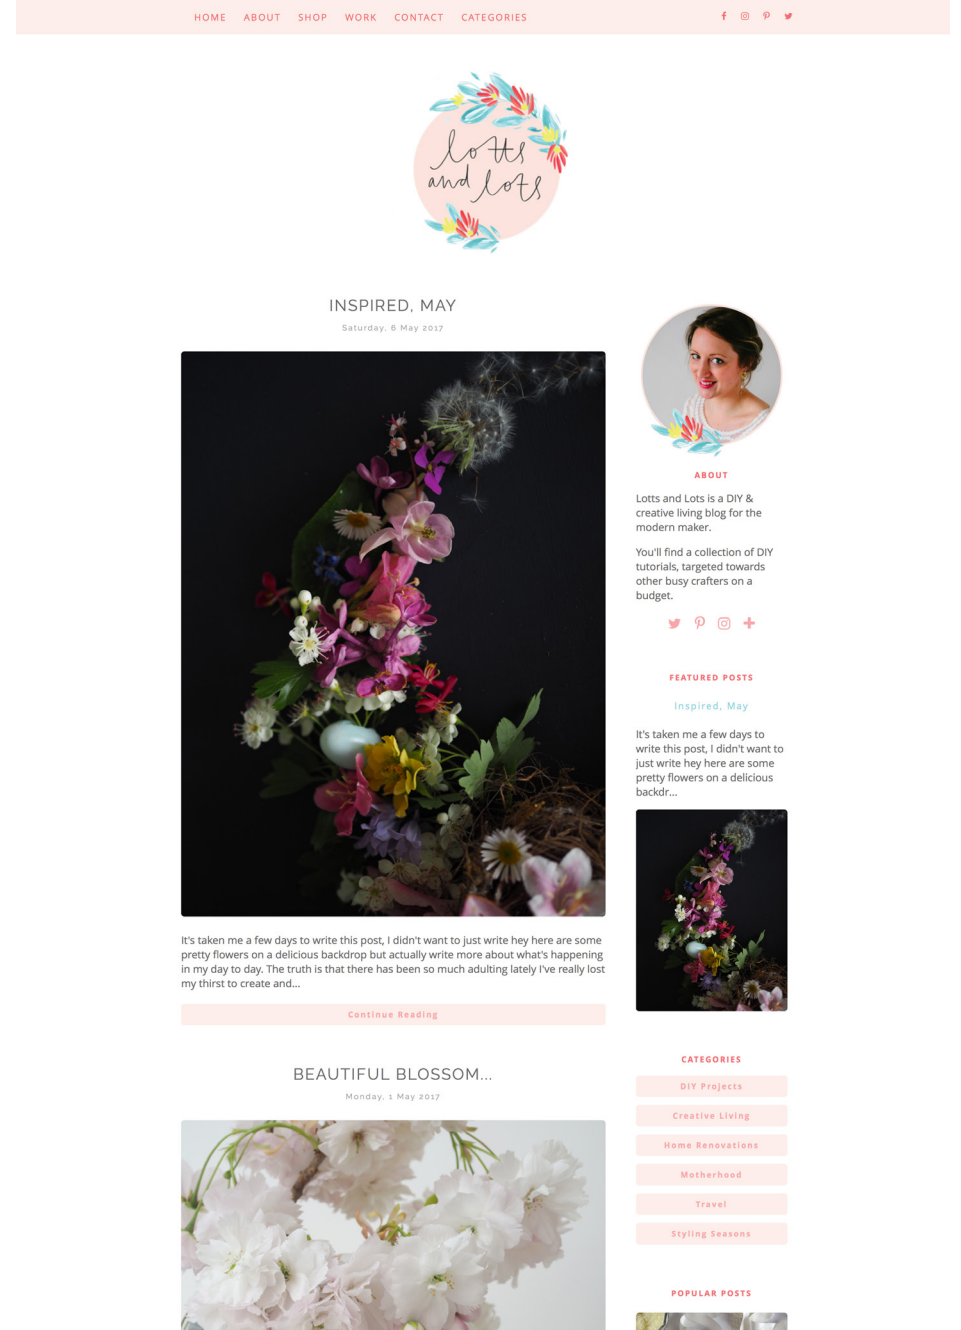 HOME ABOUT SHOP WORK CONTACT CATEGORIES
lotts
and lots
INSPIRED, MAY
Saturday, 6 May 2017
It's taken me a few days to write this post, I didn't want to just write hey here are some
pretty flowers on a delicious backdrop but actually write more about what's happening
in my day to day. The truth is that there has been so much adulting lately I've really lost
my thirst to create and...
Continue Reading
BEAUTIFUL BLOSSOM...
Monday, 1 May 2017
ABOUT
Lotts and Lots is a DIY &
creative living blog for the
modern maker.
You'll find a collection of DIY
tutorials, targeted towards
other busy crafters on a
budget.
FEATURED POSTS
Inspired, May
It's taken me a few days to
write this post, I didn't want to
just write hey here are some
pretty flowers on a delicious
backdr...
CATEGORIES
DIY Projects
Creative Living
Home Renovations
Motherhood
Travel
Styling Seasons
POPULAR POSTS